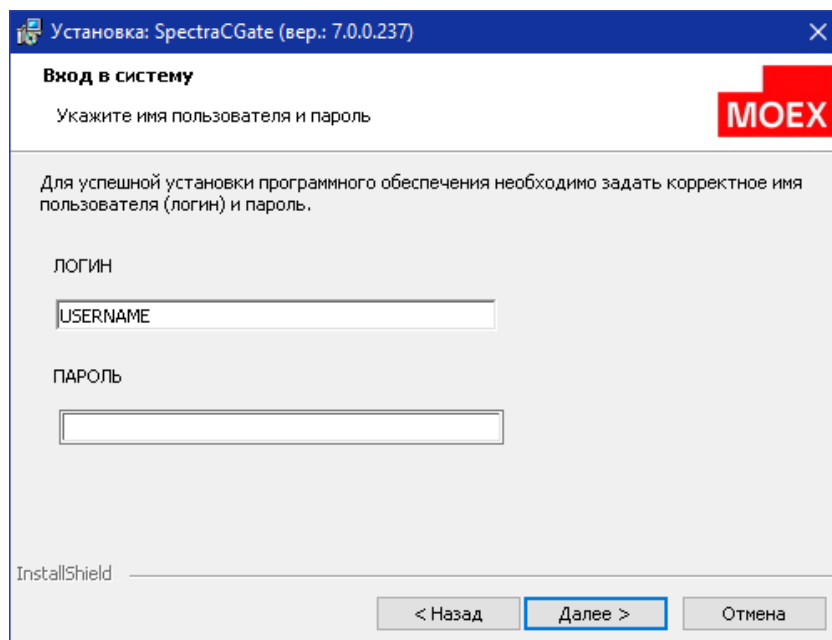 Установка: SpectraCGate (вер.: 7.0.0.237)
Вход в систему
Укажите имя пользователя и пароль
MOEX
Для успешной установки программного обеспечения необходимо задать корректное имя
пользователя (логин) и пароль.
ЛОГИН
USERNAME
ПАРОЛЬ
InstallShield
< Назад
Далее >
Отмена